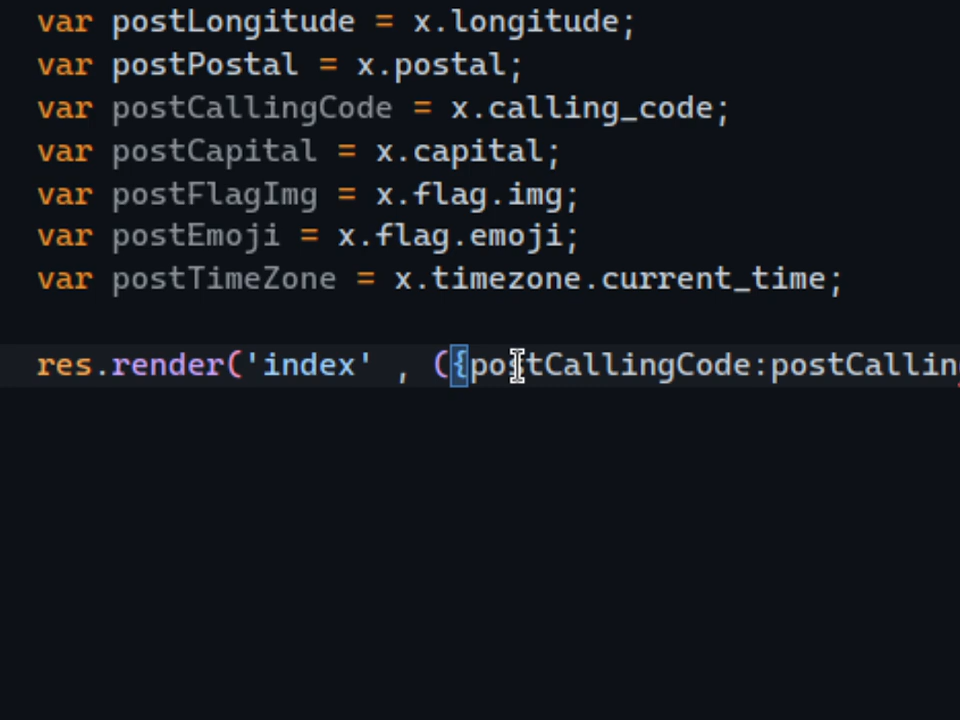 var postLongitude = x.longitude;
var postPostal = x.postal;
var postCallingCode = x.calling_code;
var postCapital = x.capital;
var postFlagImg = x.flag.img;
var postEmoji = x.flag.emoji;
var postTimeZone = x.timezone.current_time;
res.render('index' , ({postCallingCode:postCalling